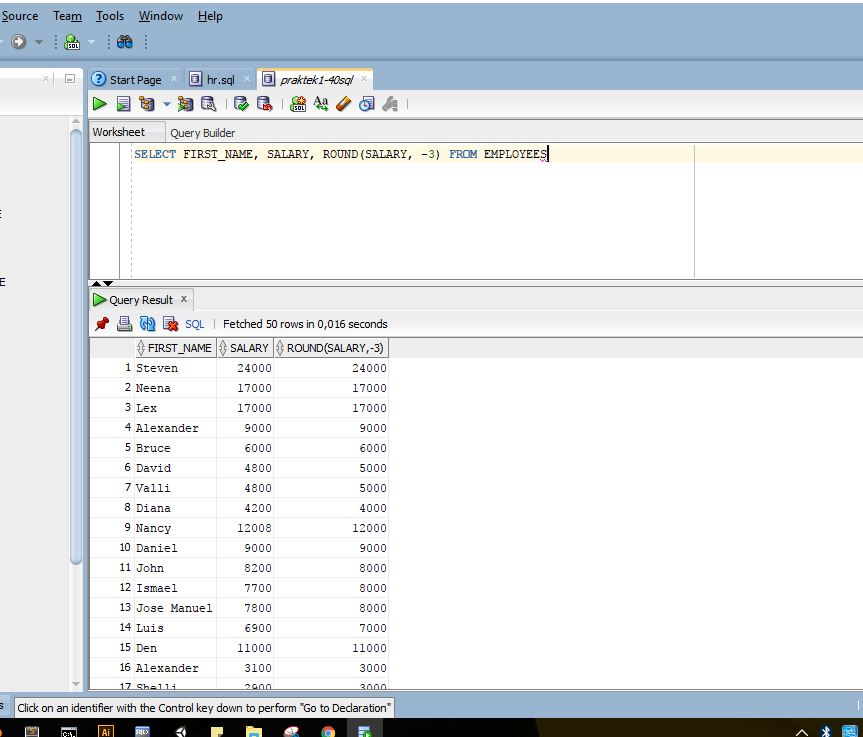 Source Team Tools Window Help
Start Page hr.sql praktek1-40sql
Worksheet Query Builder
SELECT FIRST_NAME, SALARY, ROUND(SALARY, -3) FROM EMPLOYEES
E
E
Query Result x
SQL | Fetched 50 rows in 0,016 seconds
FIRST_NAME SALARY ROUND(SALARY,-3)
1 Steven 24000 24000
2 Neena 17000 17000
3 Lex 17000 17000
4 Alexander 9000 9000
5 Bruce 6000 6000
6 David 4800 5000
7 Valli 4800 5000
8 Diana 4200 4000
9 Nancy 12008 12000
10 Daniel 9000 9000
11 John 8200 8000
12 Ismael 7700 8000
13 Jose Manuel 7800 8000
14 Luis 6900 7000
15 Den 11000 11000
16 Alexander 3100 3000
17 Shelli 2900 3000
s Click on an identifier with the Control key down to perform "Go to Declaration"
Ai